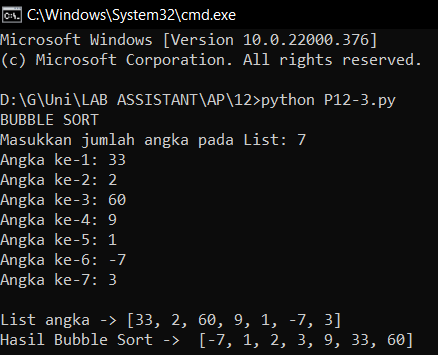 C:\Windows\System32\cmd.exe
Microsoft Windows [Version 10.0.22000.376]
(c) Microsoft Corporation. All rights reserved.
D:\G\Uni\LAB ASSISTANT\AP\12>python P12-3.py
BUBBLE SORT
Masukkan jumlah angka pada List: 7
Angka ke-1: 33
Angka ke-2: 2
Angka ke-3: 60
Angka ke-4: 9
Angka ke-5: 1
Angka ke-6: -7
Angka ke-7: 3
List angka -> [33, 2, 60, 9, 1, -7, 3]
Hasil Bubble Sort ->  [-7, 1, 2, 3, 9, 33, 60]